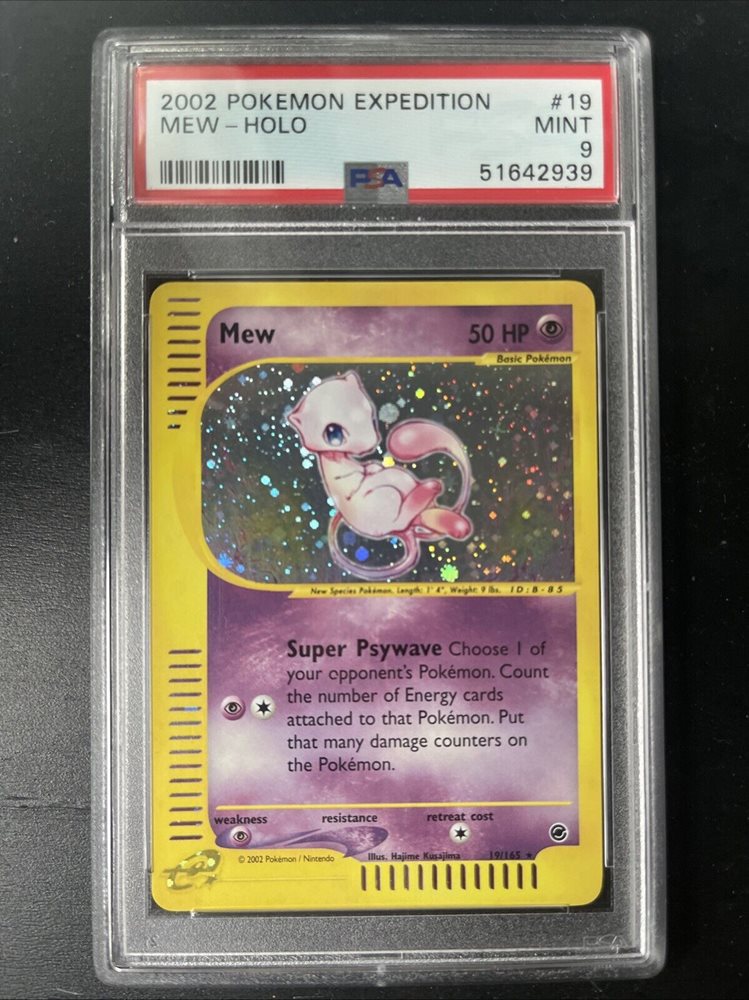 2002 POKEMON EXPEDITION #19
MEW – HOLO MINT
9
PSA 51642939
Mew 50 HP
Basic Pokémon
New Species Pokémon. Length: 1' 4", Weight: 9 lbs. ID: B-85
Super Psywave Choose 1 of
your opponent's Pokémon. Count
the number of Energy cards
attached to that Pokémon. Put
that many damage counters on
the Pokémon.
weakness resistance retreat cost
© 2002 Pokémon / Nintendo Illus. Hajime Kusajima 19/165 ★